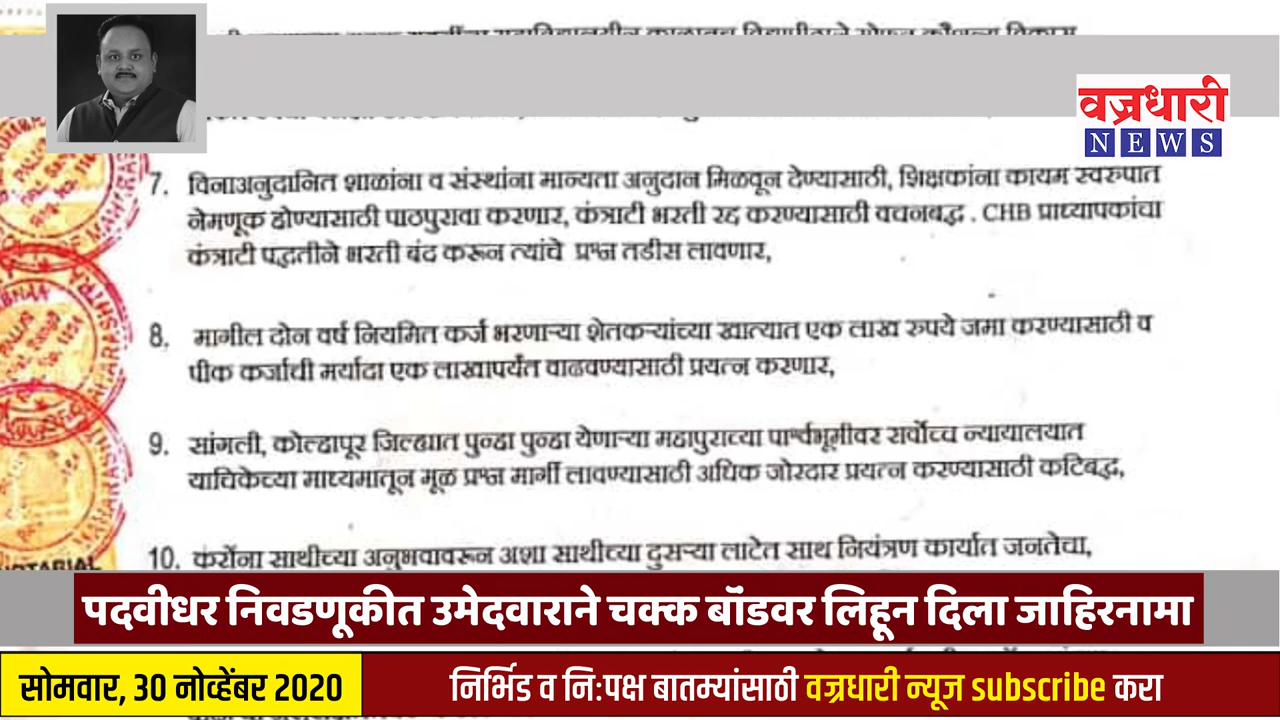 वज्रधारी
NEWS
7. विनाअनुदानित शाळांना व संस्थांना मान्यता अनुदान मिळवून देण्यासाठी, शिक्षकांना कायम स्वरुपात
नेमणूक होण्यासाठी पाठपुरावा करणार, कंत्राटी भरती रद्द करण्यासाठी वचनबद्ध . CHB प्राध्यापकांचा
कंत्राटी पद्धतीने भरती बंद करून त्यांचे प्रश्न तडीस लावणार,
8. मागील दोन वर्ष नियमित कर्ज भरणाऱ्या शेतकऱ्यांच्या खात्यात एक लाख रुपये जमा करण्यासाठी व
पीक कर्जाची मर्यादा एक लाखापर्यंत वाढवण्यासाठी प्रयत्न करणार,
9. सांगली, कोल्हापूर जिल्ह्यात पुन्हा पुन्हा येणाऱ्या महापुराच्या पार्श्वभूमीवर सर्वोच्च न्यायालयात
याचिकेच्या माध्यमातून मूळ प्रश्न मार्गी लावण्यासाठी अधिक जोरदार प्रयत्न करण्यासाठी कटिबद्ध,
10. करोंना साथीच्या अनुभवावरून अशा साथीच्या दुसऱ्या लाटेत साथ नियंत्रण कार्यात जनतेचा,
पदवीधर निवडणूकीत उमेदवाराने चक्क बॉडवर लिहून दिला जाहिरनामा
सोमवार, 30 नोव्हेंबर 2020
निर्भिड व नि:पक्ष बातम्यांसाठी वज्रधारी न्यूज subscribe करा